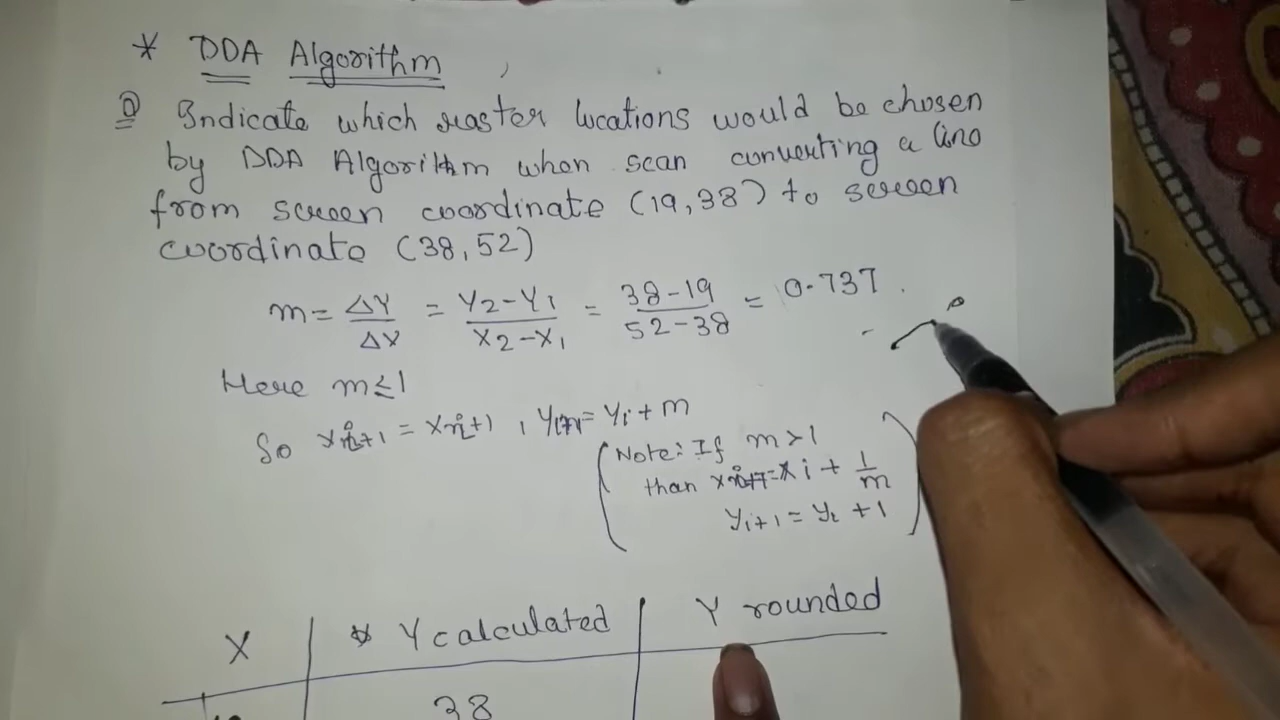 * DDA Algorithm
Q Indicate which raster locations would be chosen
by DDA Algorithm when scan converting a line
from screen coordinate (19,38) to screen
coordinate (38,52)
m = ΔY/ΔX = Y2-Y1/X2-X1 = 38-19/52-38 = 0.737.
Here m≤1
So xi+1 = xi+1, yi+1 = yi+m
(Note: If m>1
than xi+1 = xi + 1/m
yi+1 = yi +1)
X | Y calculated | Y rounded
38